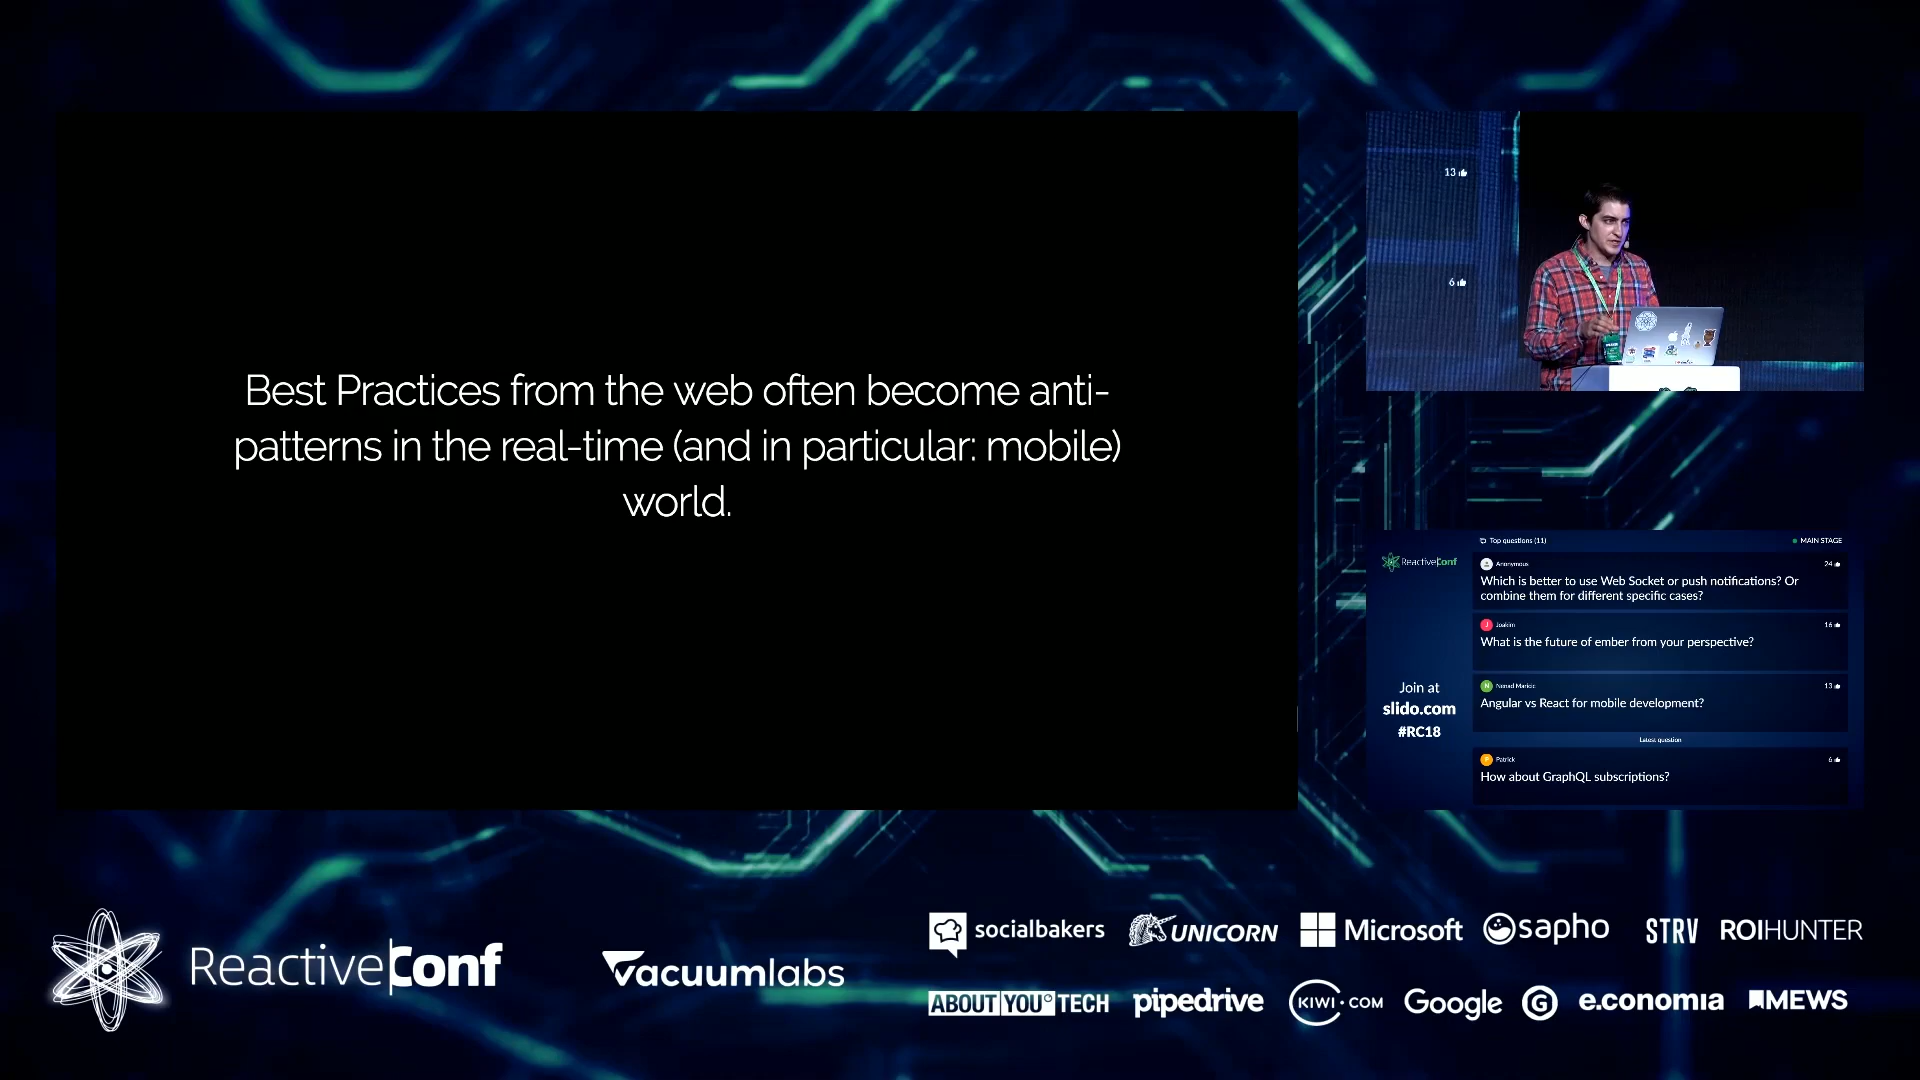 Best Practices from the web often become anti-
patterns in the real-time (and in particular: mobile)
world.
13
6
ReactiveConf
Join at
slido.com
#RC18
Top questions (11)
MAIN STAGE
Anonymous
24
Which is better to use Web Socket or push notifications? Or
combine them for different specific cases?
J
Joakim
16
What is the future of ember from your perspective?
N
Nenad Maricic
13
Angular vs React for mobile development?
Latest question
P
Patrick
6
How about GraphQL subscriptions?
ReactiveConf
vacuumlabs
socialbakers
UNICORN
Microsoft
sapho
STRV
ROIHUNTER
ABOUT YOU TECH
pipedrive
KIWI.COM
Google
G
e.conomia
MEWS